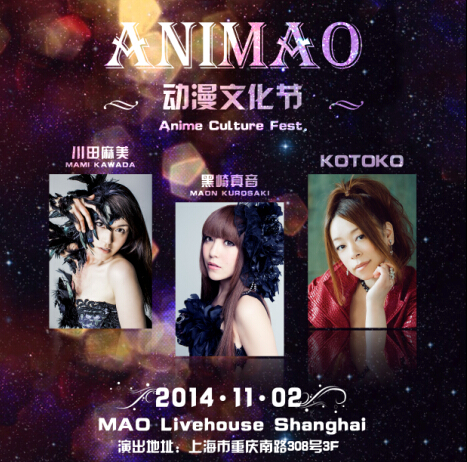 ANIMAO
～ 动漫文化节 ～
Anime Culture Fest,
川田麻美
MAMI KAWADA
黑崎真音
MAON KUROSAKI
KOTOKO
2014·11·02
MAO Livehouse Shanghai
演出地址：上海市重庆南路308号3F